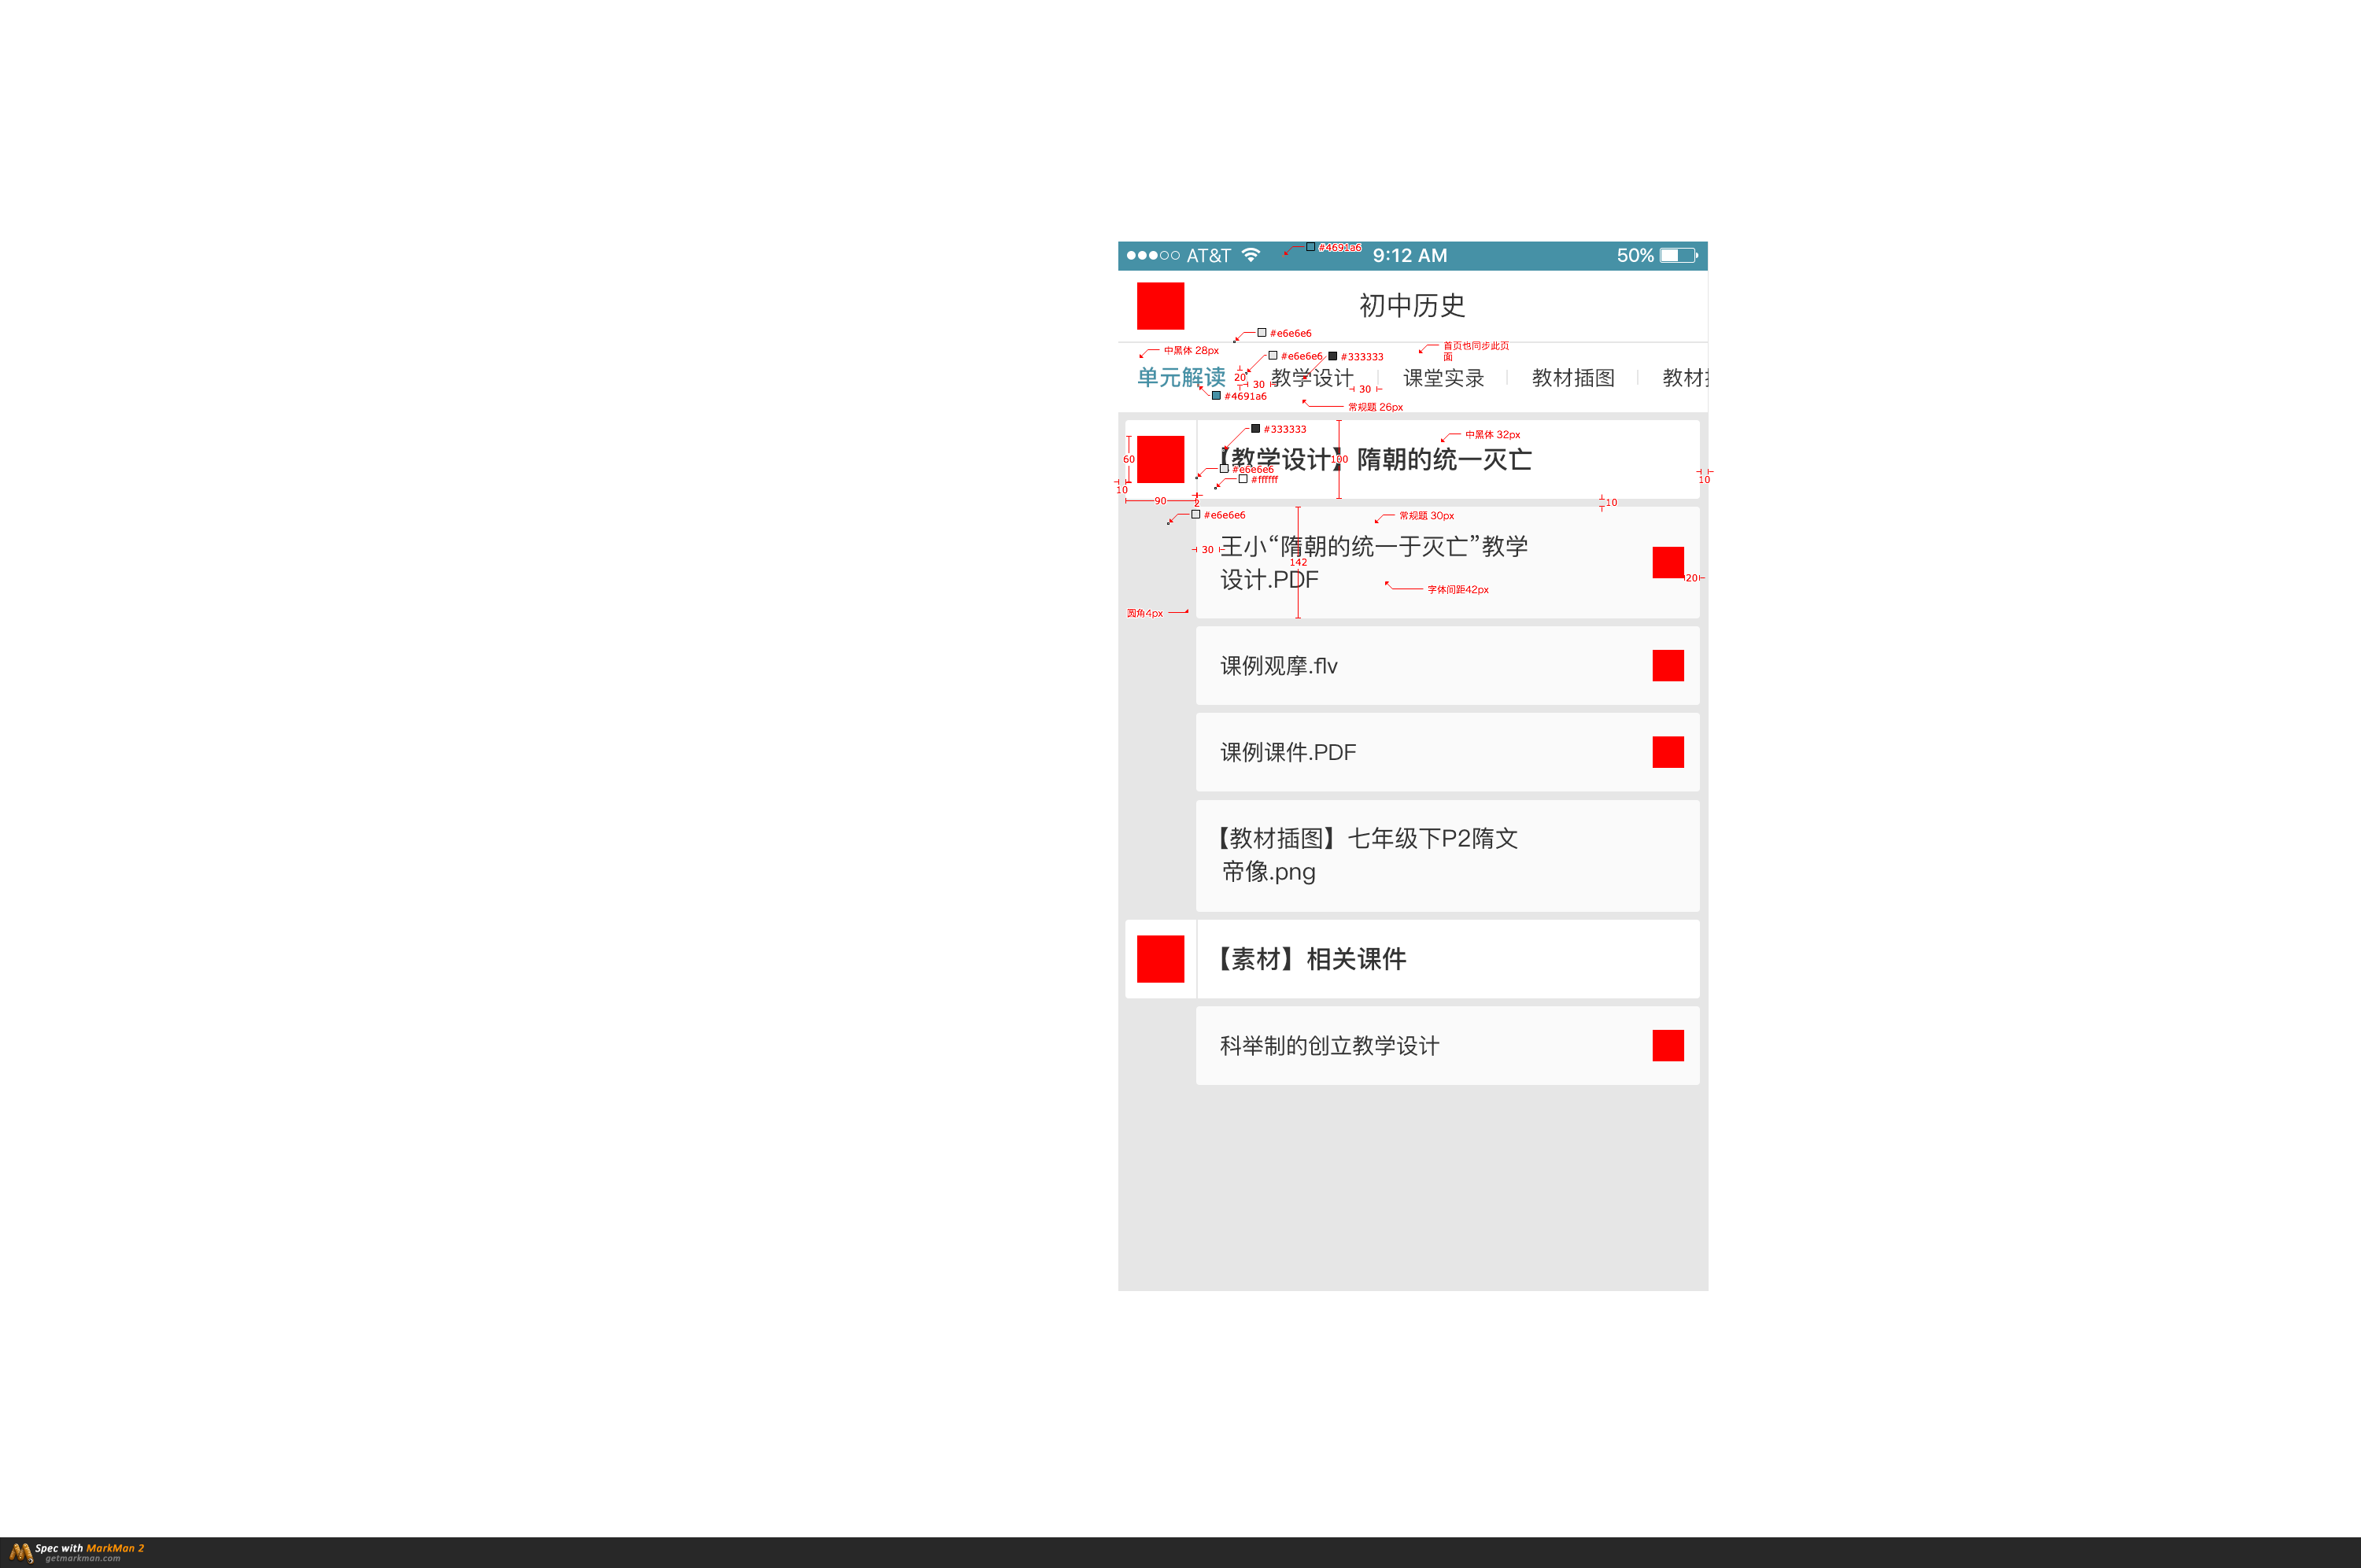 AT&T #4691a6 9:12 AM 50%
初中历史
#e6e6e6
中黑体 28px #e6e6e6 #333333 首页也同步此页
面
单元解读 20 30 教学设计 30 课堂实录 教材插图 教材
#4691a6 常规题 26px
#333333 中黑体 32px
60 【教学设计】隋朝的统一灭亡 100
#e6e6e6
#ffffff
10 90 2 10 10
#e6e6e6 常规题 30px
30 王小“隋朝的统一于灭亡”教学
142
设计.PDF 20
字体间距42px
圆角4px
课例观摩.flv
课例课件.PDF
【教材插图】七年级下P2隋文
帝像.png
【素材】相关课件
科举制的创立教学设计
Spec with MarkMan 2
getmarkman.com